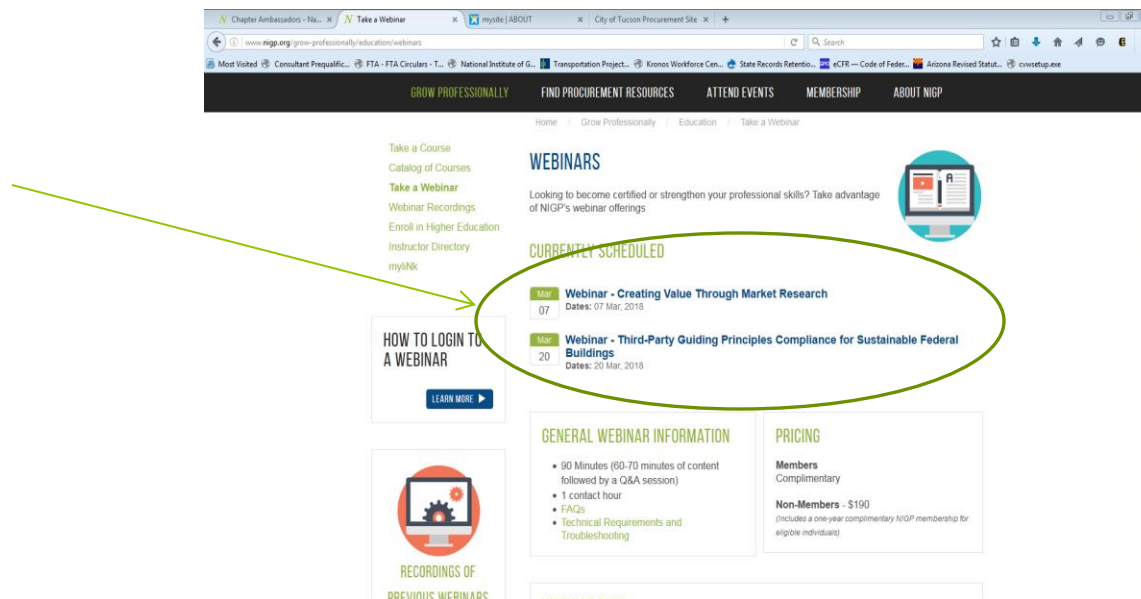 Chapter Ambassadors - Na...
Take a Webinar
mysite | ABOUT
City of Tucson Procurement Site
www.nigp.org/grow-professionally/education/webinars
Search
Most Visited
Consultant Prequalific...
FTA - FTA Circulars - T...
National Institute of G...
Transportation Project...
Kronos Workforce Cen...
State Records Retentio...
eCFR — Code of Feder...
Arizona Revised Statut...
cvwsetup.exe
GROW PROFESSIONALLY
FIND PROCUREMENT RESOURCES
ATTEND EVENTS
MEMBERSHIP
ABOUT NIGP
Home / Grow Professionally / Education / Take a Webinar
Take a Course
Catalog of Courses
Take a Webinar
Webinar Recordings
Enroll in Higher Education
Instructor Directory
myliNk
WEBINARS
Looking to become certified or strengthen your professional skills? Take advantage
of NIGP's webinar offerings
A
CURRENTLY SCHEDULED
Mar
07
Webinar - Creating Value Through Market Research
Dates: 07 Mar, 2018
Mar
20
Webinar - Third-Party Guiding Principles Compliance for Sustainable Federal
Buildings
Dates: 20 Mar, 2018
HOW TO LOGIN TO
A WEBINAR
LEARN MORE
GENERAL WEBINAR INFORMATION
• 90 Minutes (60-70 minutes of content
followed by a Q&A session)
• 1 contact hour
• FAQs
• Technical Requirements and
Troubleshooting
PRICING
Members
Complimentary
Non-Members - $190
(Includes a one-year complimentary NIGP membership for
eligible individuals)
RECORDINGS OF
PREVIOUS WEBINARS